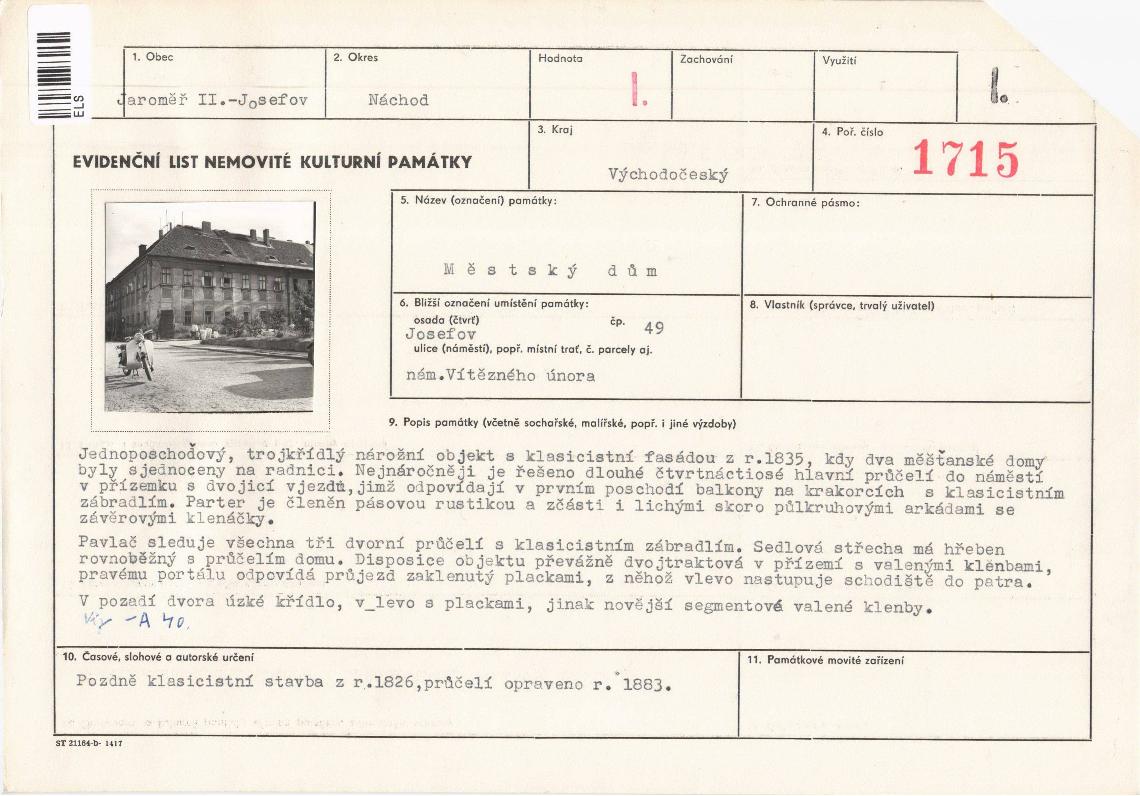 ELS
1. Obec
Jaroměř II.-Josefov
2. Okres
Náchod
Hodnota
I.
Zachování
Využití
I.
EVIDENČNÍ LIST NEMOVITÉ KULTURNÍ PAMÁTKY
3. Kraj
Východočeský
4. Poř. číslo
1715
5. Název (označení) památky:
Městský dům
7. Ochranné pásmo:
6. Bližší označení umístění památky:
osada (čtvrť) čp. 49
Josefov
ulice (náměstí), popř. místní trať, č. parcely aj.
nám.Vítězného února
8. Vlastník (správce, trvalý uživatel)
9. Popis památky (včetně sochařské, malířské, popř. i jiné výzdoby)
Jednoposchoďový, trojkřídlý nárožní objekt s klasicistní fasádou z r.1835, kdy dva měšťanské domy
byly sjednoceny na radnici. Nejnáročněji je řešeno dlouhé čtvrtnáctiosé hlavní průčelí do náměstí
v přízemku s dvojicí vjezdů,jimž odpovídají v prvním poschodí balkony na krakorcích s klasicistním
zábradlím. Parter je členěn pásovou rustikou a zčásti i lichými skoro půlkruhovými arkádami se
závěrovými klenáčky.
Pavlač sleduje všechna tři dvorní průčelí s klasicistním zábradlím. Sedlová střecha má hřeben
rovnoběžný s průčelím domu. Disposice objektu převážně dvojtraktová v přízemí s valenými klenbami,
pravému portálu odpovídá průjezd zaklenutý plackami, z něhož vlevo nastupuje schodiště do patra.
V pozadí dvora úzké křídlo, v_levo s plackami, jinak novější segmentové valené klenby.
-A 40.
10. Časové, slohové a autorské určení
Pozdně klasicistní stavba z r.1826,průčelí opraveno r. 1883.
11. Památkové movité zařízení
ST 21164-b- 1417